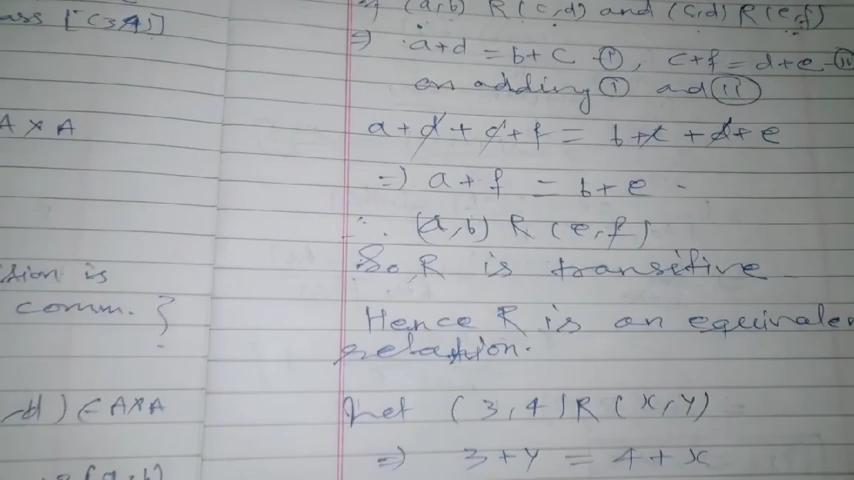 ass [(3,4)]
A × A
tion is
comm. }
,d) ∈ A×A
(a,b) R (c,d) and (c,d) R (e,f)
⇒ a+d = b+c -(i), c+f = d+e -(ii)
on adding (i) ad (ii)
a + d + c + f = b + c + d + e
=) a + f = b + e -
∴ (a,b) R (e,f)
So, R is transitive
Hence R is an equivalen
relation.
Let (3,4) R (x,y)
=) 3+y = 4+x